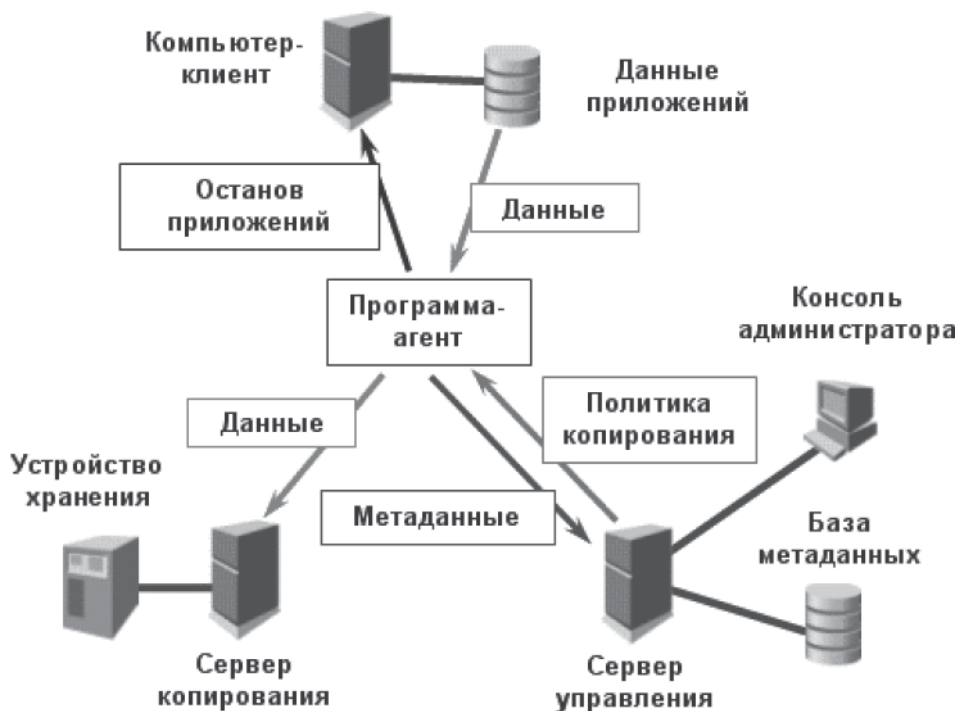 Компьютер-
клиент
Данные
приложений
Останов
приложений
Данные
Программа-
агент
Консоль
администратора
Данные
Политика
копирования
Устройство
хранения
Метаданные
База
метаданных
Сервер
копирования
Сервер
управления